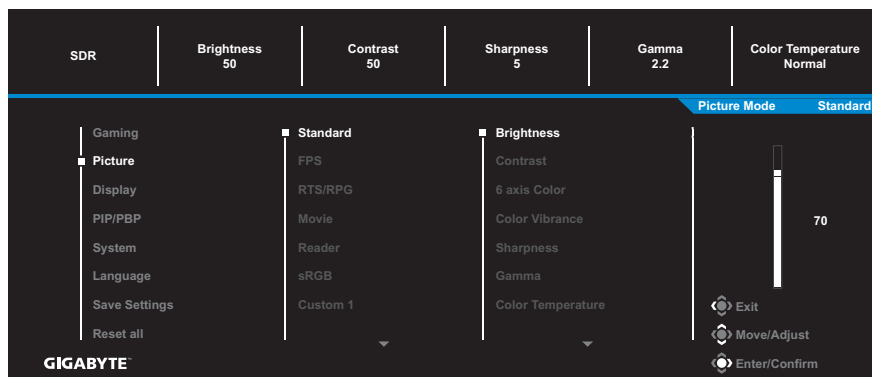 SDR
Brightness
50
Contrast
50
Sharpness
5
Gamma
2.2
Color Temperature
Normal
Picture Mode Standard
Gaming
Picture
Display
PIP/PBP
System
Language
Save Settings
Reset all
Standard
FPS
RTS/RPG
Movie
Reader
sRGB
Custom 1
Brightness
Contrast
6 axis Color
Color Vibrance
Sharpness
Gamma
Color Temperature
70
Exit
Move/Adjust
Enter/Confirm
GIGABYTE™